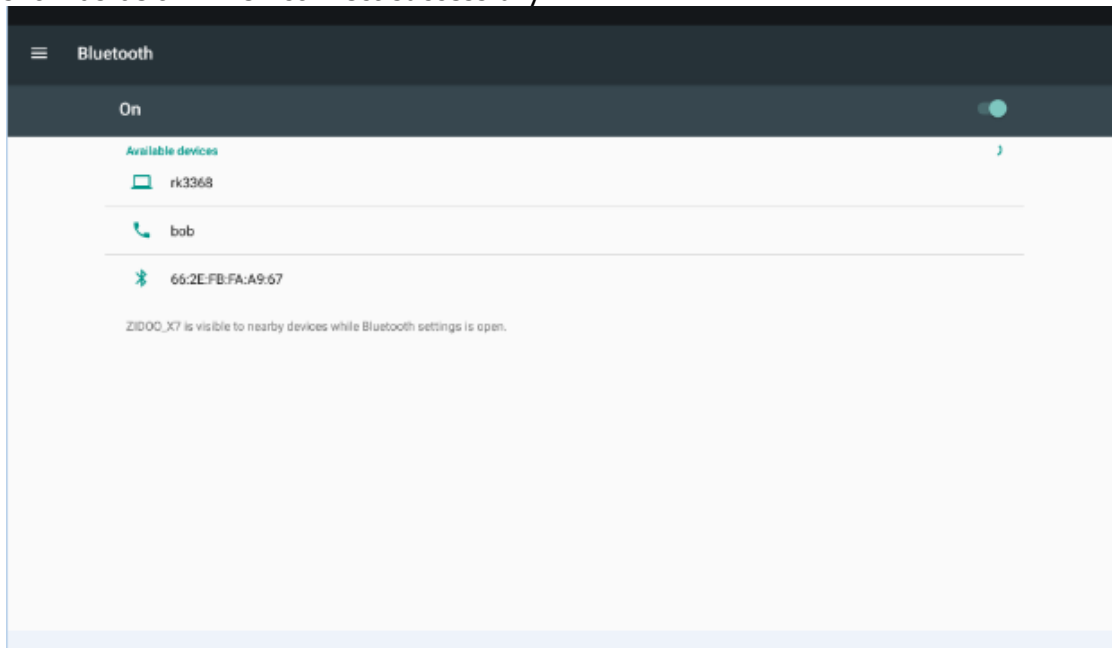 Bluetooth
On
Available devices
rk3368
bob
66:2E:FB:FA:A9:67
ZIDOO_X7 is visible to nearby devices while Bluetooth settings is open.